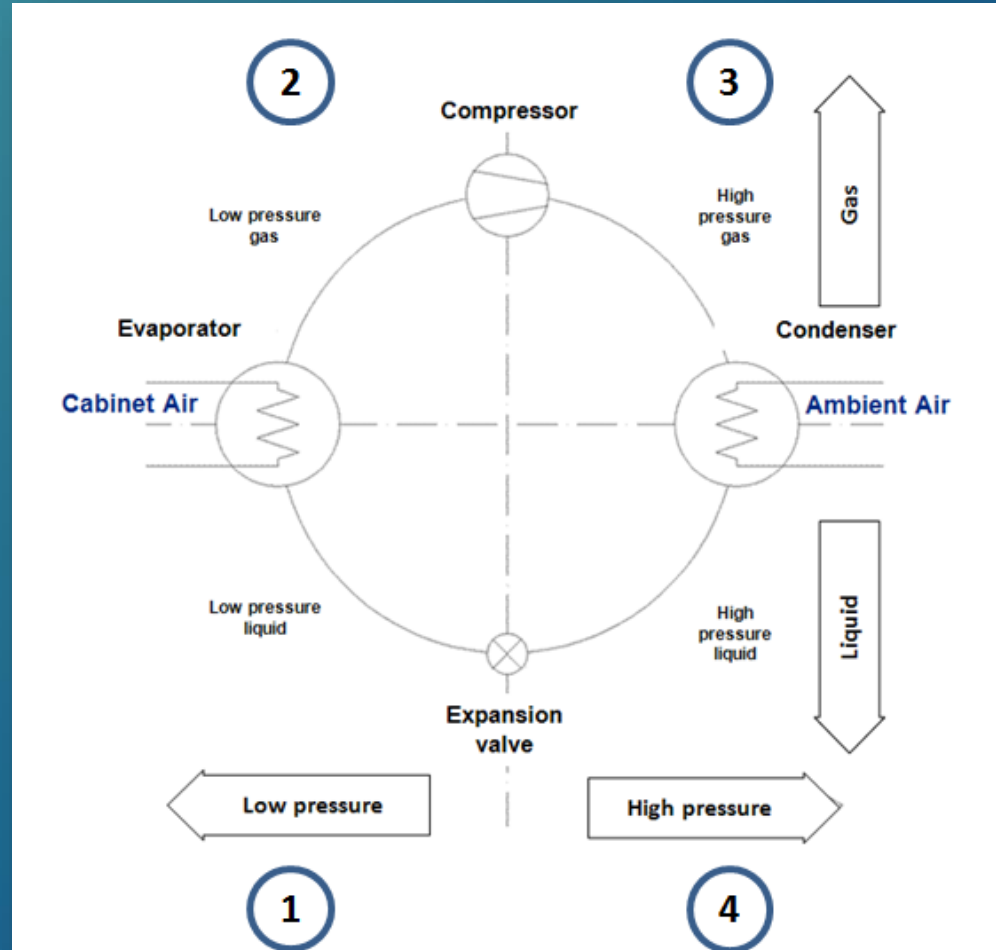 2
3
Compressor
Low pressure
gas
High
pressure
gas
Gas
Evaporator
Condenser
Cabinet Air
Ambient Air
Low pressure
liquid
High
pressure
liquid
Liquid
Expansion
valve
Low pressure
High pressure
1
4